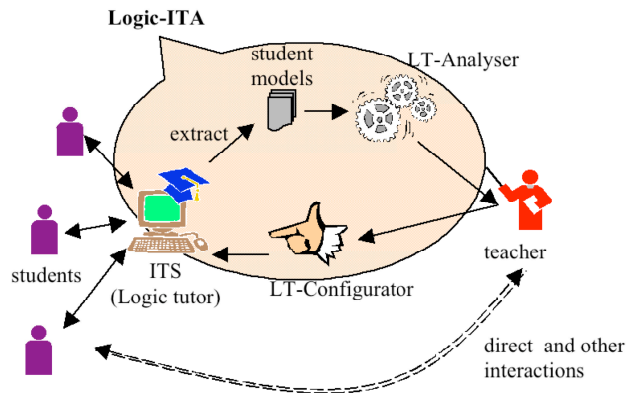 Logic-ITA
student
models
LT-Analyser
extract
students
ITS
(Logic tutor)
LT-Configurator
teacher
direct and other
interactions